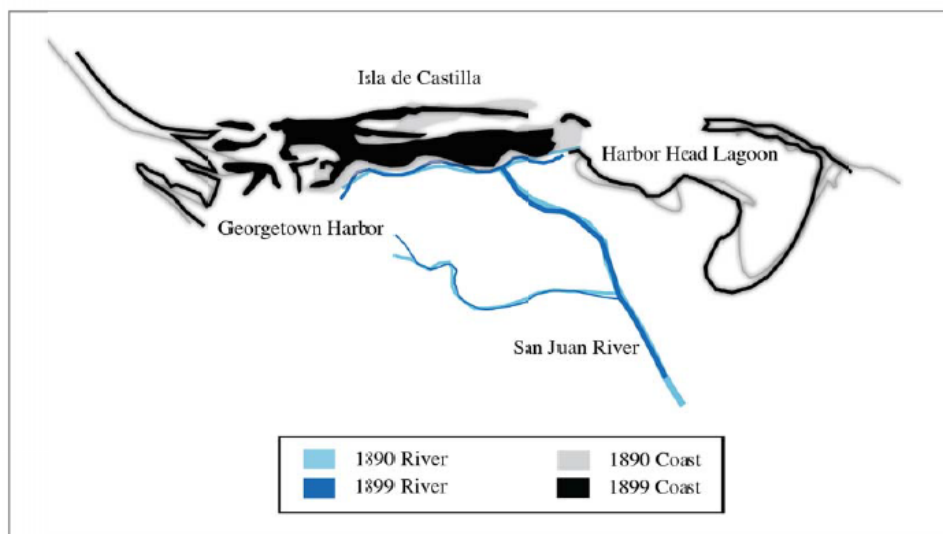 Isla de Castilla
Harbor Head Lagoon
Georgetown Harbor
San Juan River
1890 River
1890 Coast
1899 River
1899 Coast